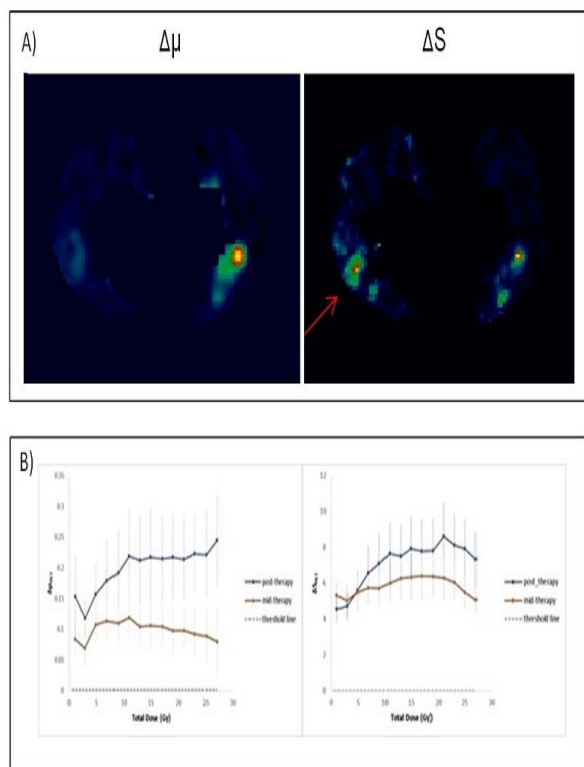 A)
Δμ
ΔS
B)
0.35
0.3
0.25
0.2
0.15
0.1
0.05
0
0 5 10 15 20 25 30
Total Dose (Gy)
post-therapy
mid-therapy
threshold line
12
10
8
6
4
2
0
0 5 10 15 20 25 30
Total Dose (Gy)
post_therapy
mid-therapy
threshold line